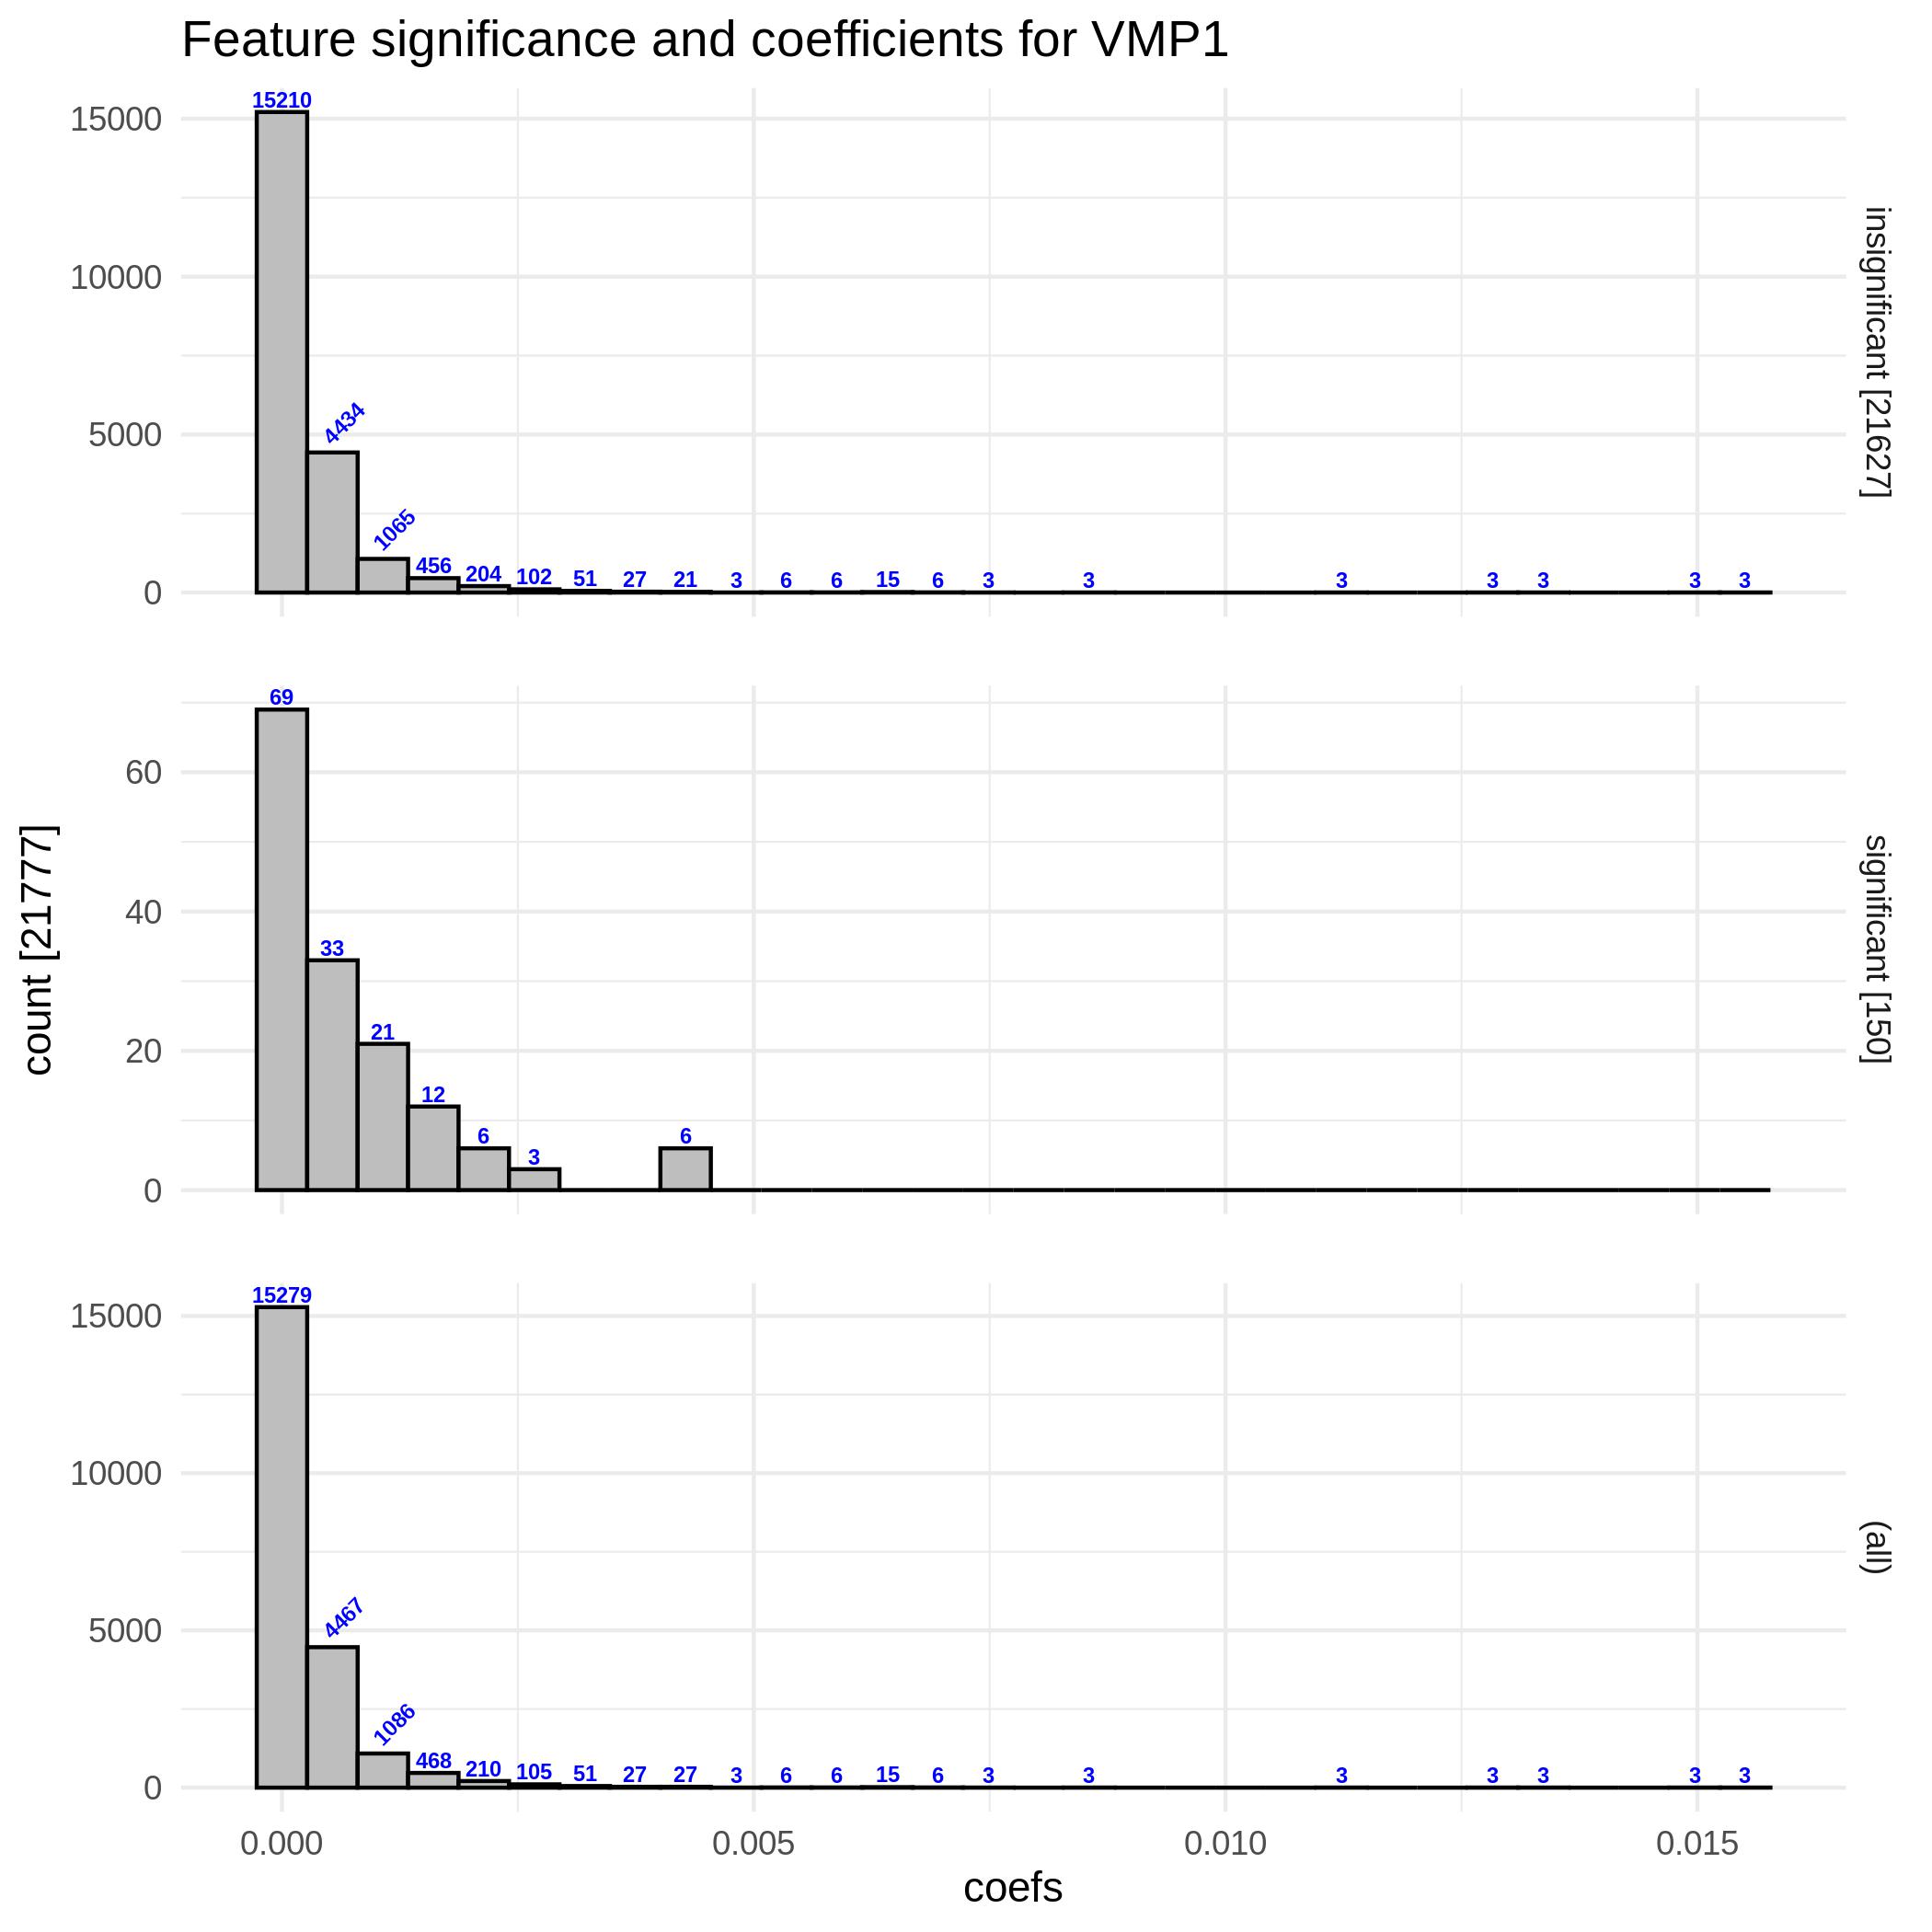 Feature significance and coefficients for VMP1
count [21777]
15000
10000
5000
0
15210
4434
1065
456 204 102 51 27 21 3 6 6 15 6 3 3 3 3 3 3 3
insignificant [21627]
60
40
20
0
69
33
21
12
6
3
6
significant [150]
15000
10000
5000
0
15279
4467
1086
468 210 105 51 27 27 3 6 6 15 6 3 3 3 3 3 3 3
(all)
0.000 0.005 0.010 0.015
coefs